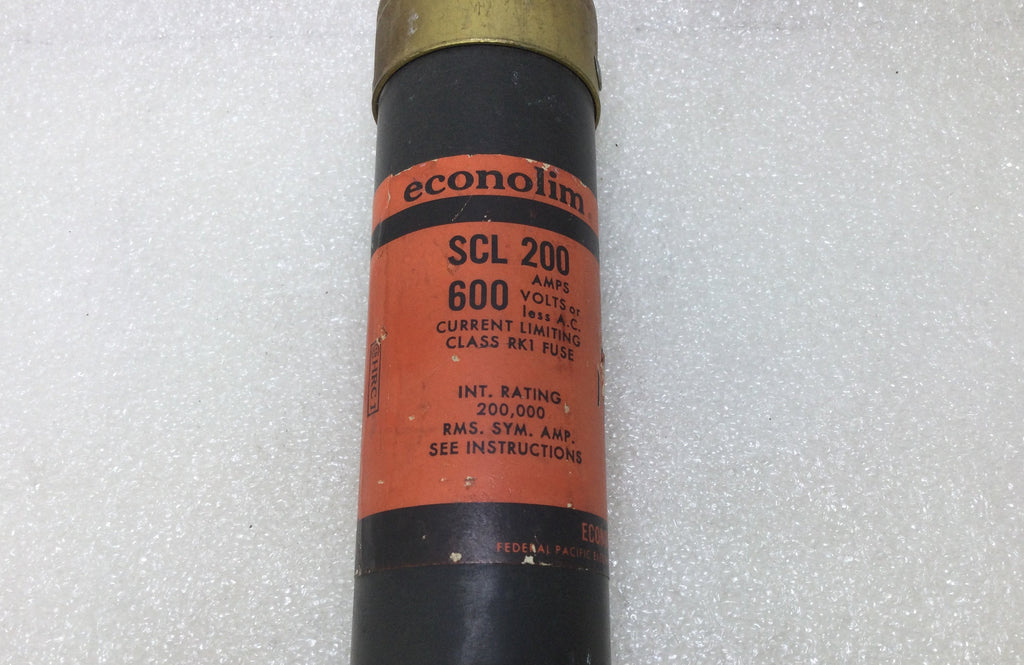 econolim
SCL 200
AMPS
600 VOLTS or
less A.C.
CURRENT LIMITING
CLASS RK1 FUSE
HRC I
INT. RATING
200,000
RMS. SYM. AMP.
SEE INSTRUCTIONS
FEDERAL PACIFIC